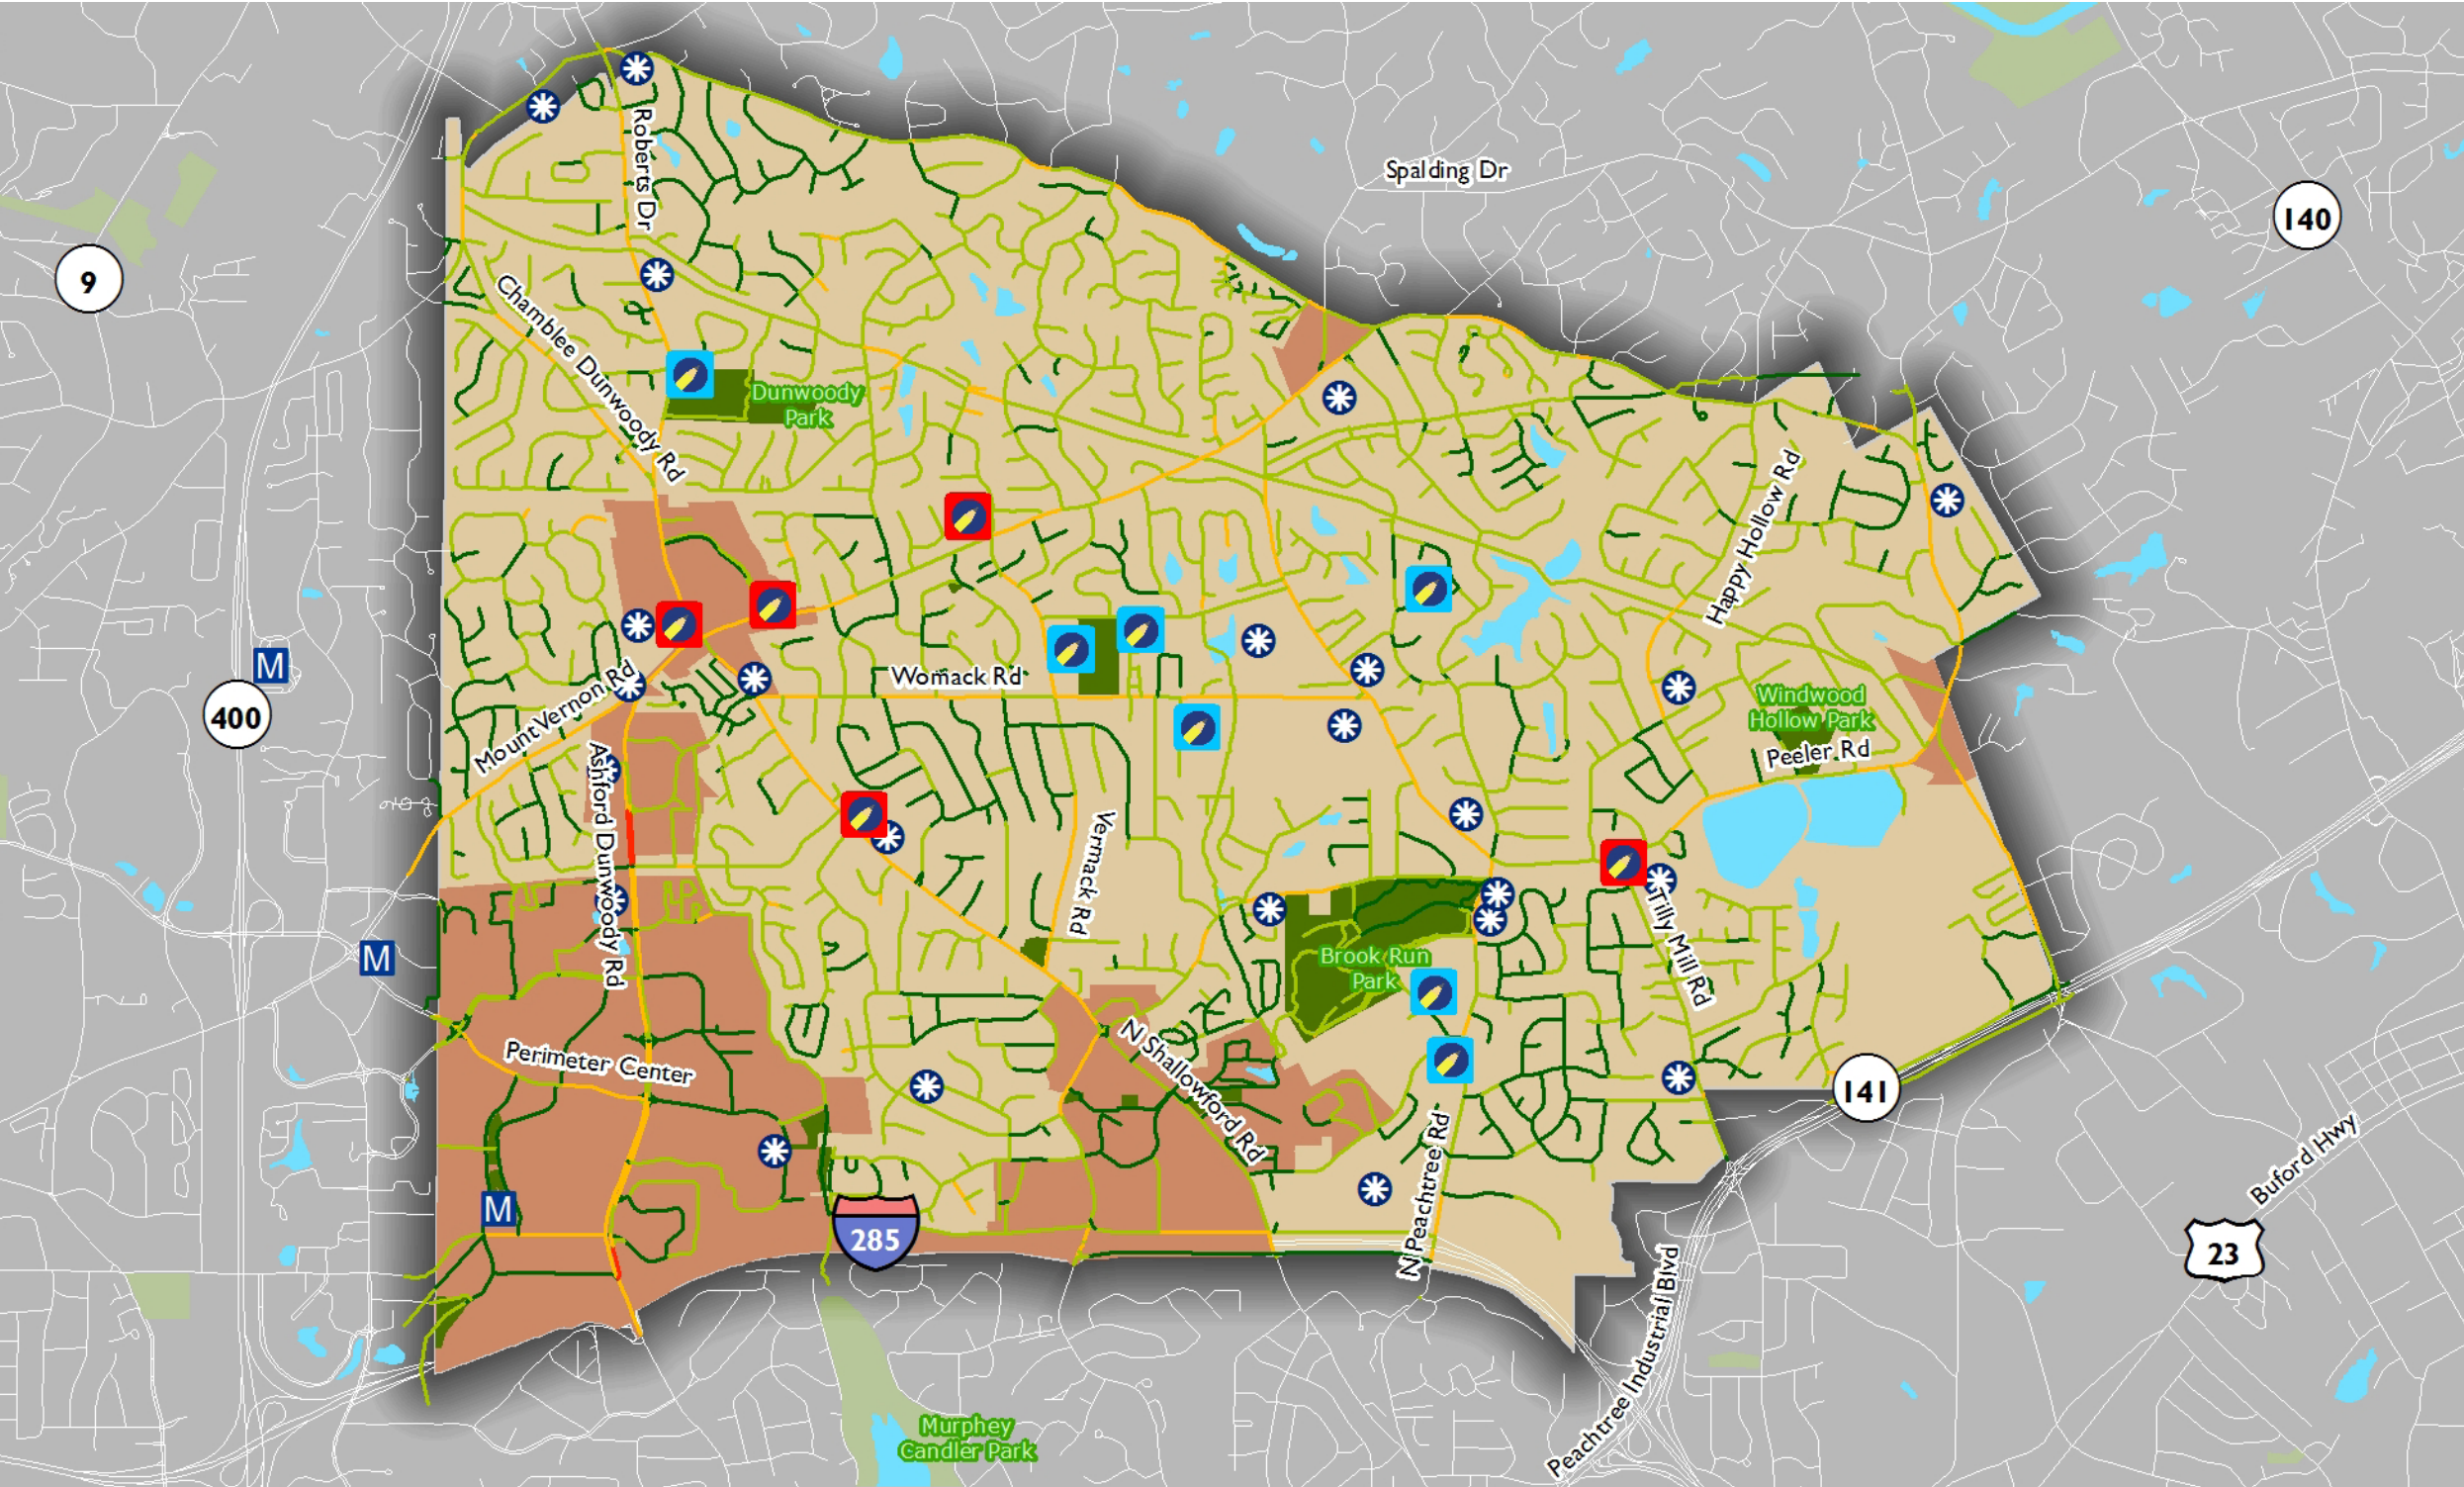 Roberts Dr
Spalding Dr
140
9
Chamblee Dunwoody Rd
Dunwoody
Park
Happy Hollow Rd
M
400
Mount Vernon Rd
Womack Rd
Windwood
Hollow Park
Peeler Rd
Ashford Dunwoody Rd
Vermack Rd
Tilly Mill Rd
M
Brook Run
Park
Perimeter Center
N Shallowford Rd
141
M
285
N Peachtree Rd
Buford Hwy
23
Peachtree Industrial Blvd
Murphey
Candler Park